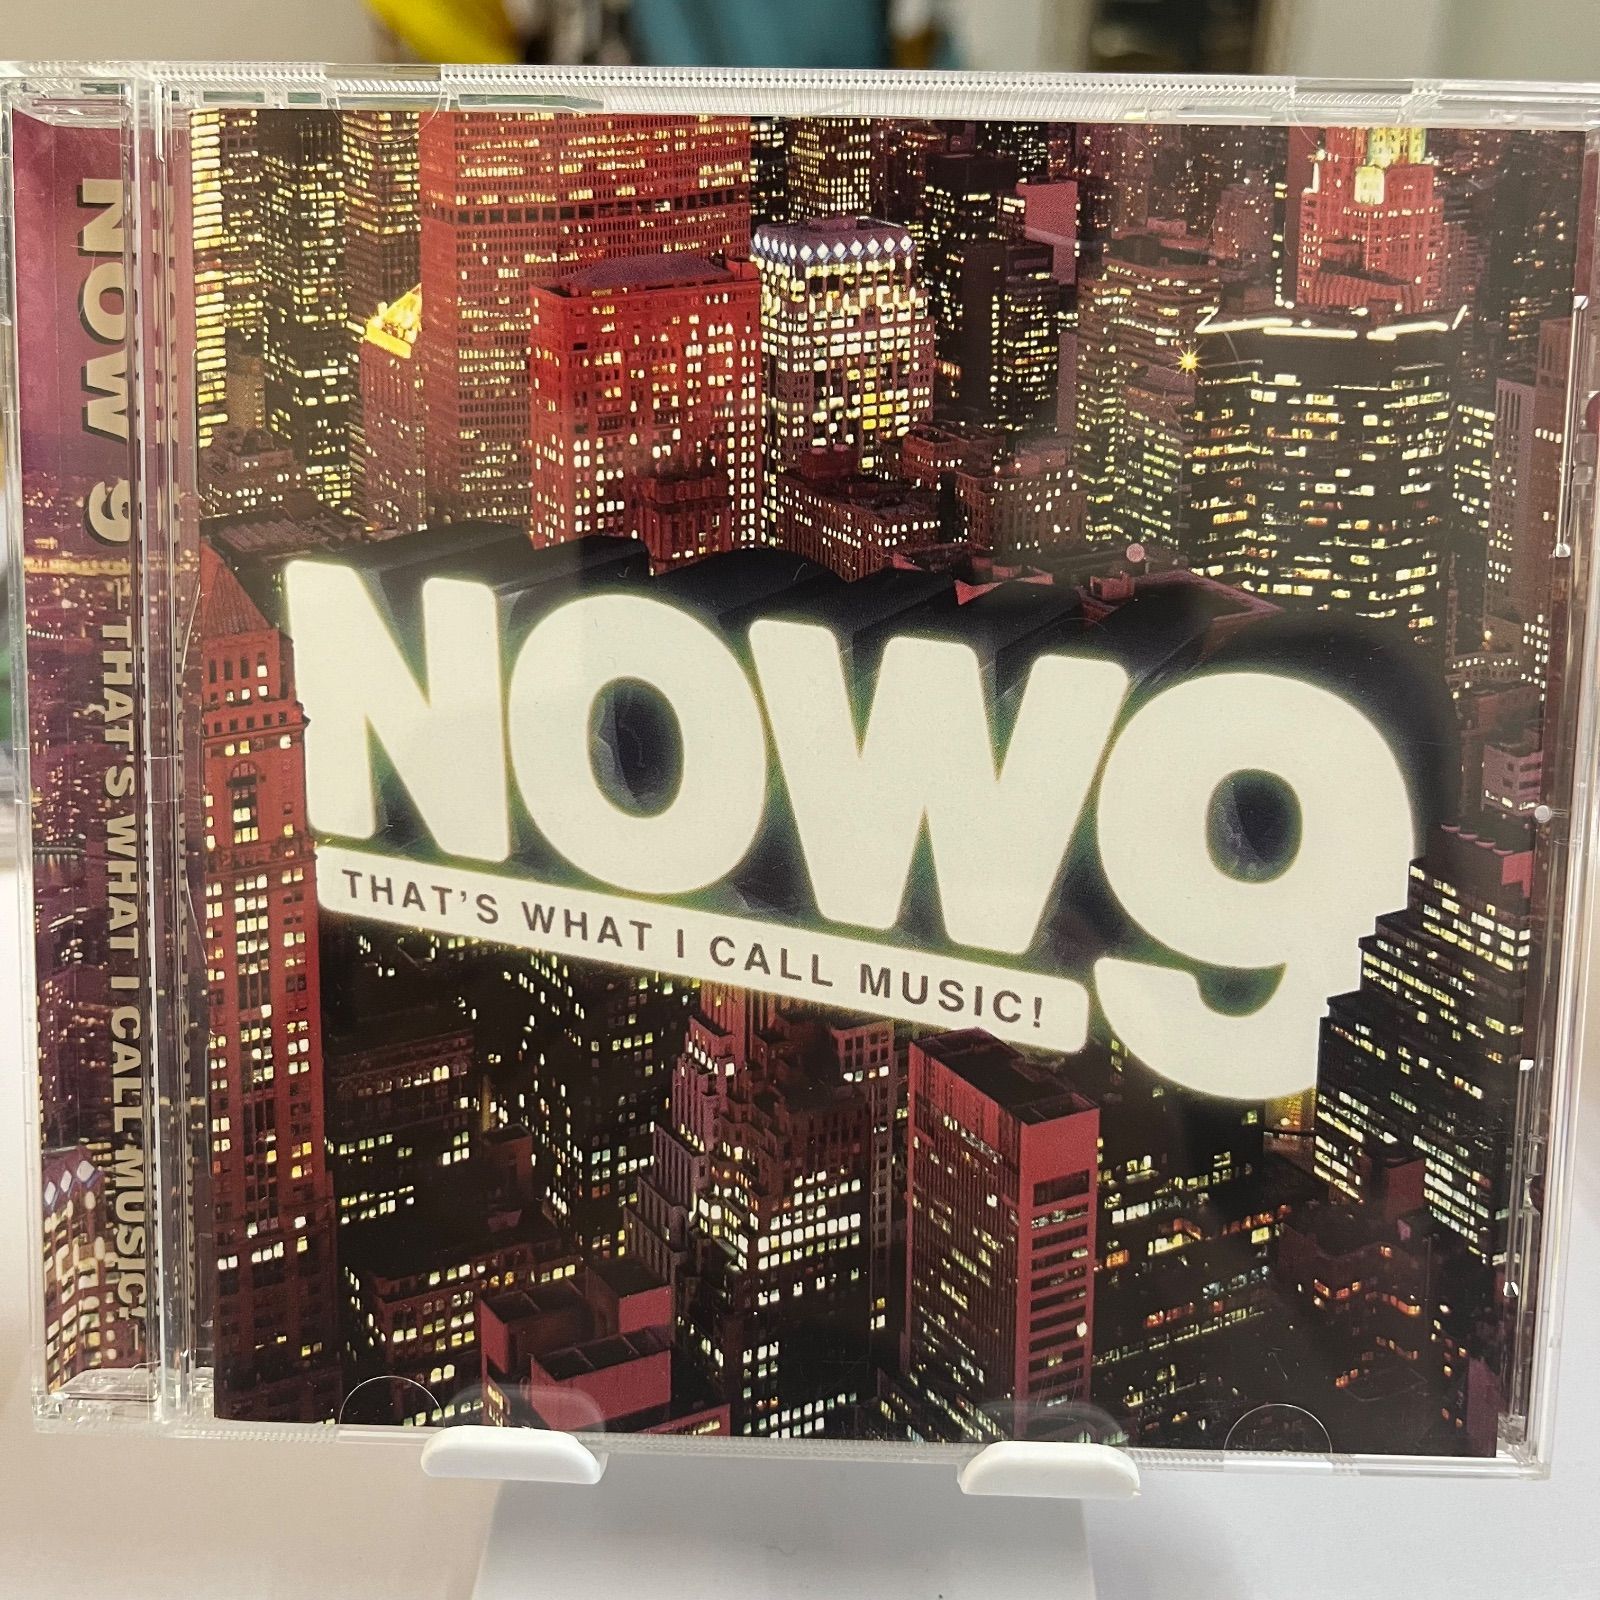 NOW 9 – THAT'S WHAT I CALL MUSIC! –
NOW9
THAT'S WHAT I CALL MUSIC!